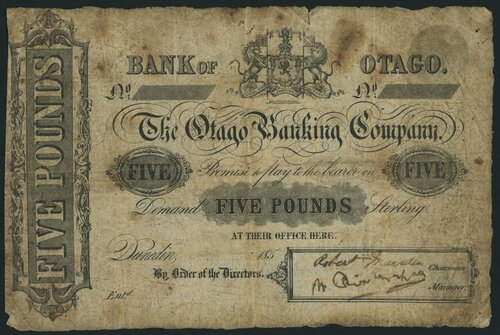 FIVE POUNDS
BANK OF OTAGO.
No. No.
The Otago Banking Company.
FIVE Promise to pay to the bearer on FIVE
Demand FIVE POUNDS Sterling
AT THEIR OFFICE HERE.
Dunedin, 185
By Order of the Directors.
Robert
Chairman
Manager.
Entd.